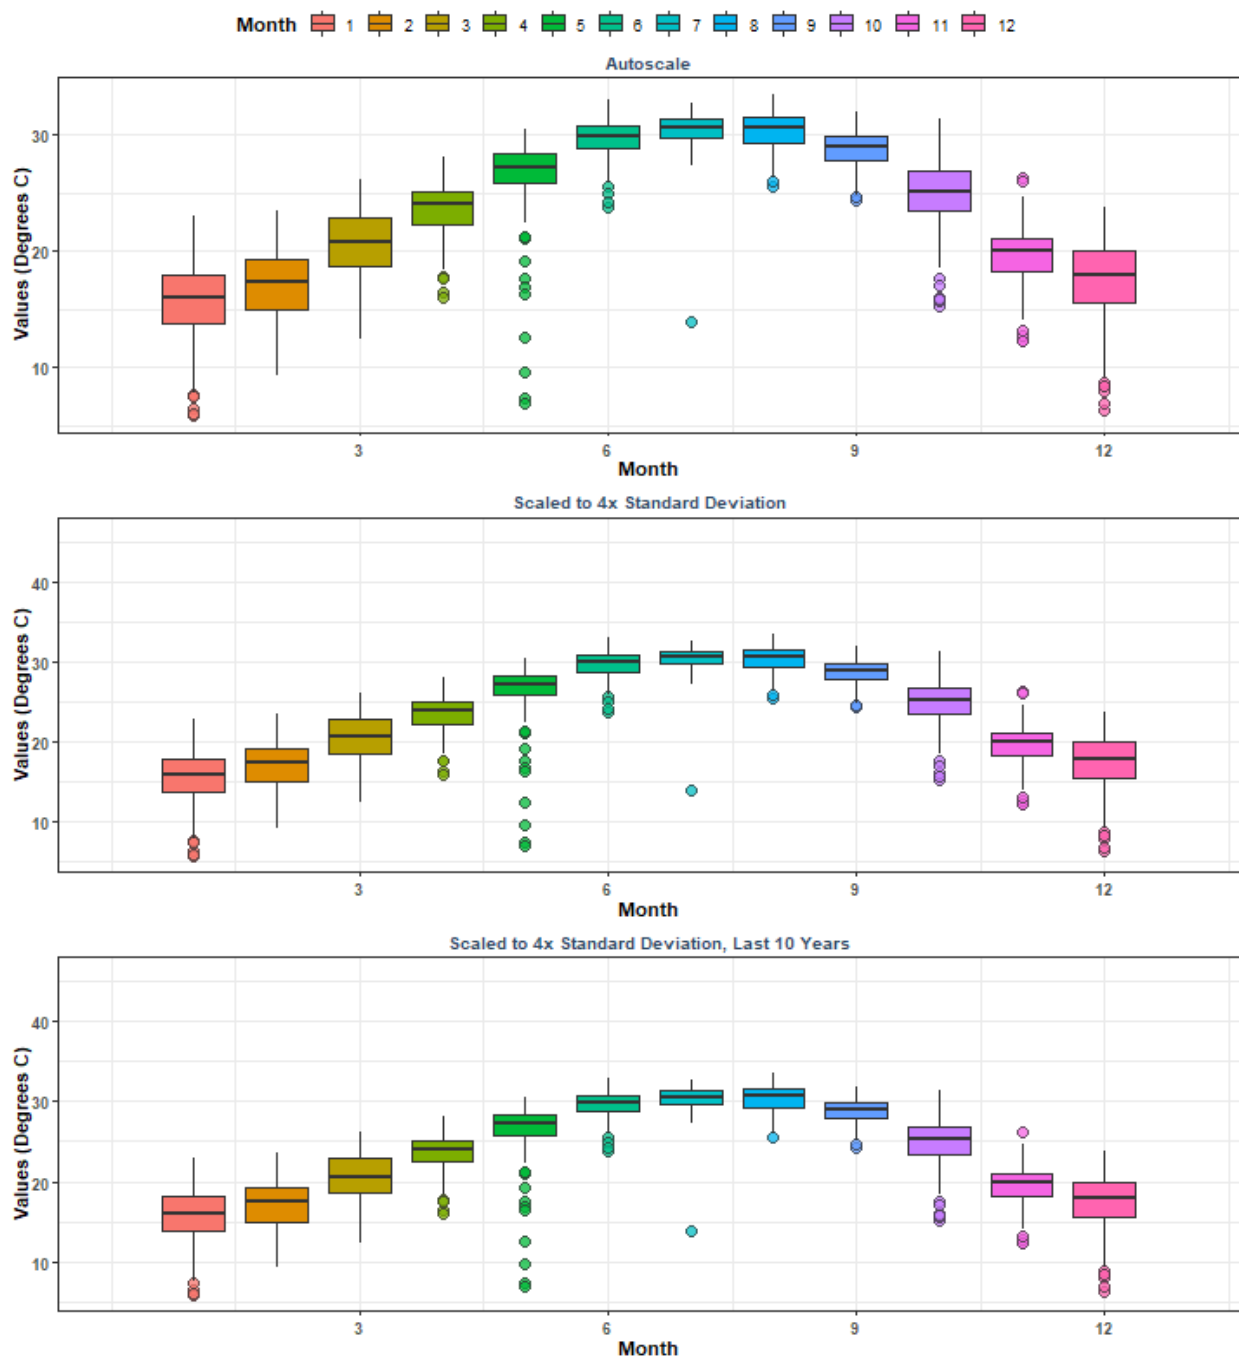 Month 1 2 3 4 5 6 7 8 9 10 11 12
Autoscale
Values (Degrees C)
30
20
10
3 6 9 12
Month
Scaled to 4x Standard Deviation
Values (Degrees C)
40
30
20
10
3 6 9 12
Month
Scaled to 4x Standard Deviation, Last 10 Years
Values (Degrees C)
40
30
20
10
3 6 9 12
Month